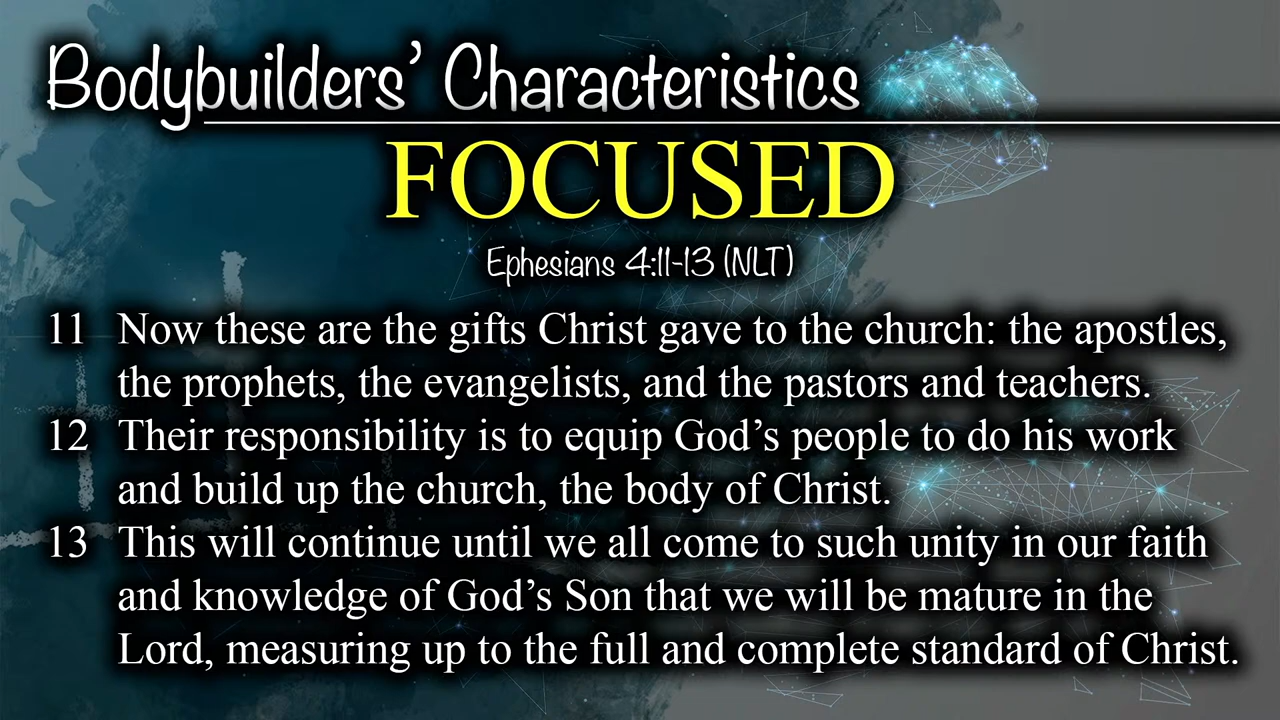 Bodybuilders’ Characteristics
FOCUSED
Ephesians 4:11-13 (NLT)
11 Now these are the gifts Christ gave to the church: the apostles,
the prophets, the evangelists, and the pastors and teachers.
12 Their responsibility is to equip God’s people to do his work
and build up the church, the body of Christ.
13 This will continue until we all come to such unity in our faith
and knowledge of God’s Son that we will be mature in the
Lord, measuring up to the full and complete standard of Christ.